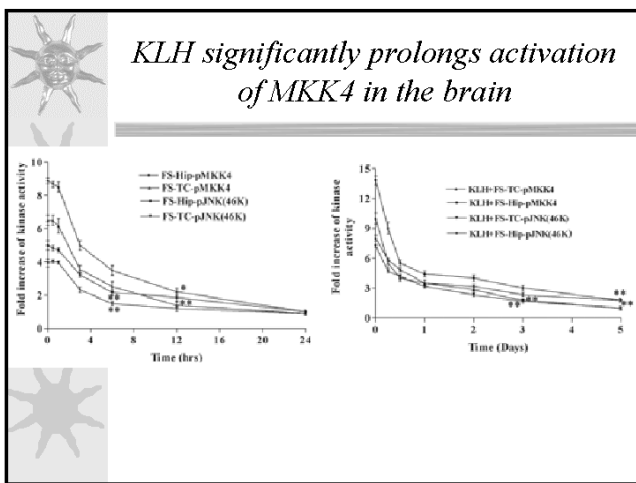 KLH significantly prolongs activation
of MKK4 in the brain
10
8
6
4
2
0
Fold increase of kinase activity
FS-Hip-pMKK4
FS-TC-pMKK4
FS-Hip-pJNK(46K)
FS-TC-pJNK(46K)
*
**
**
**
0 4 8 12 16 20 24
Time (hrs)
15
12
9
6
3
0
Fold increase of kinase
activity
KLH+FS-TC-pMKK4
KLH+FS-Hip-pMKK4
KLH+FS-TC-pJNK(46K)
KLH+FS-Hip-pJNK(46K)
**
**
**
**
0 1 2 3 4 5
Time (Days)